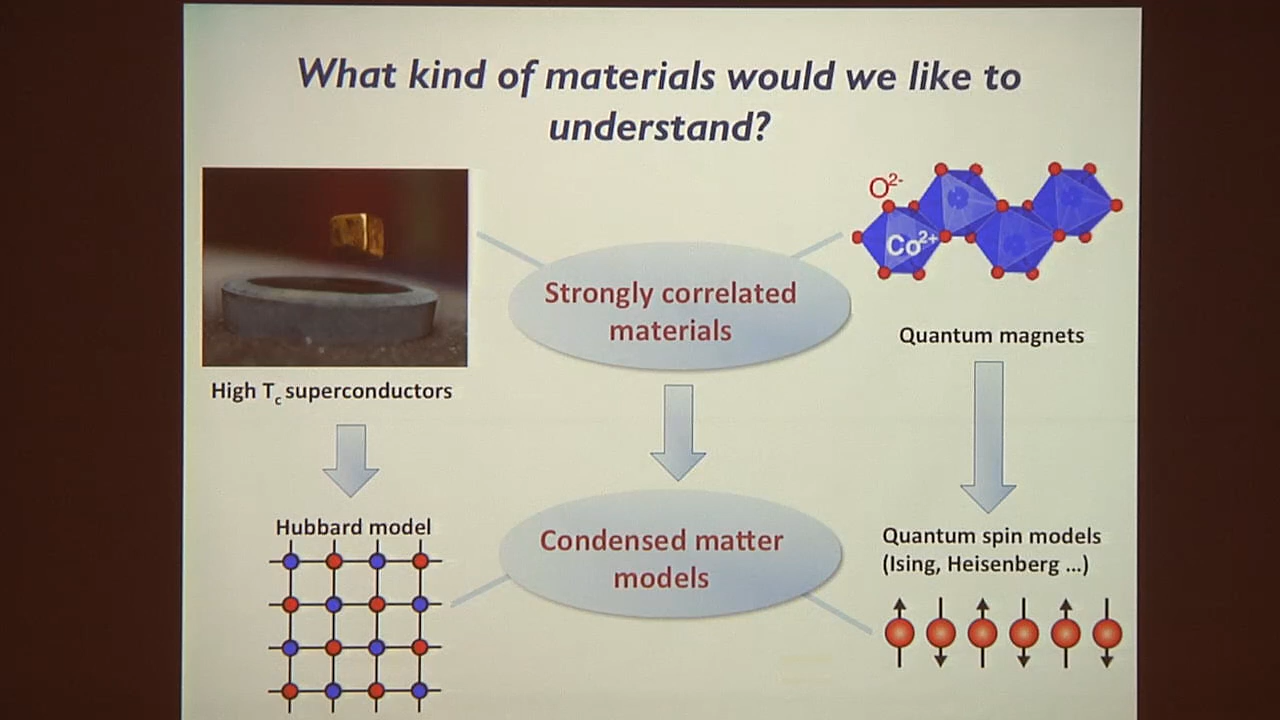 What kind of materials would we like to
understand?
O²⁻
Co²⁺
Strongly correlated
materials
Quantum magnets
High Tc superconductors
Hubbard model
Condensed matter
models
Quantum spin models
(Ising, Heisenberg ...)